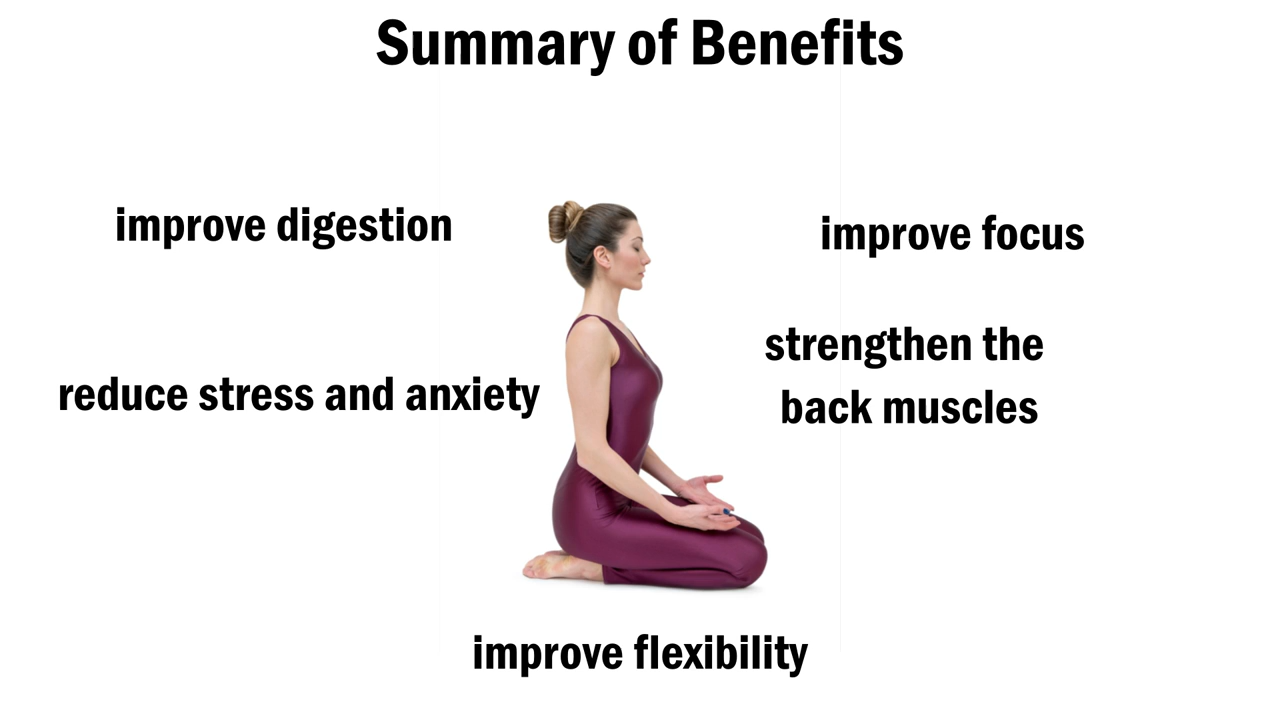 Summary of Benefits
improve digestion
improve focus
strengthen the
back muscles
reduce stress and anxiety
improve flexibility